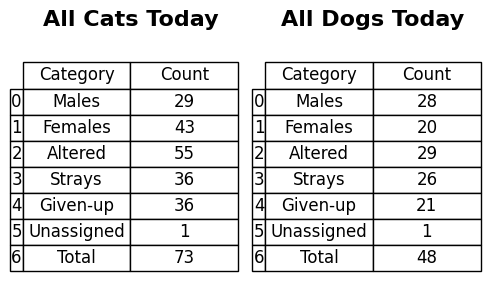 All Cats Today
Category Count
0 Males 29
1 Females 43
2 Altered 55
3 Strays 36
4 Given-up 36
5 Unassigned 1
6 Total 73
All Dogs Today
Category Count
0 Males 28
1 Females 20
2 Altered 29
3 Strays 26
4 Given-up 21
5 Unassigned 1
6 Total 48